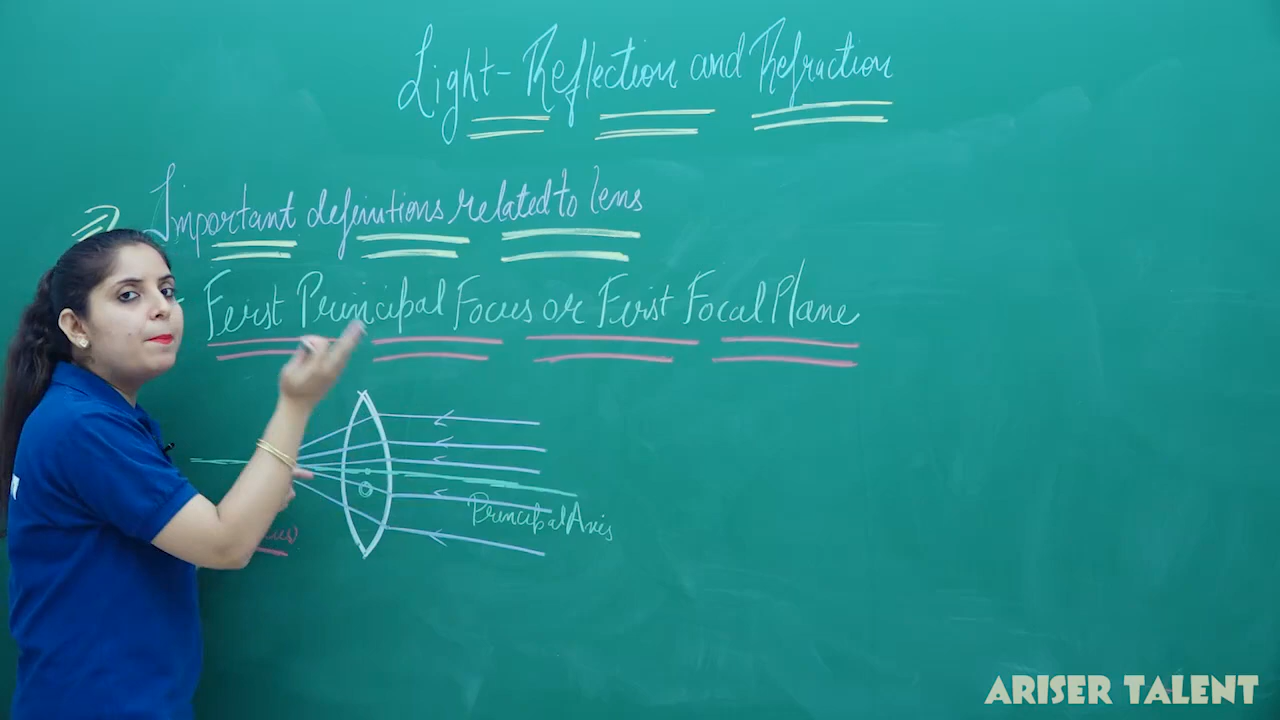 Light-Reflection and Refraction
Important definitions related to lens
First Principal Focus or First Focal Plane
O
Principal Axis
ARISER TALENT